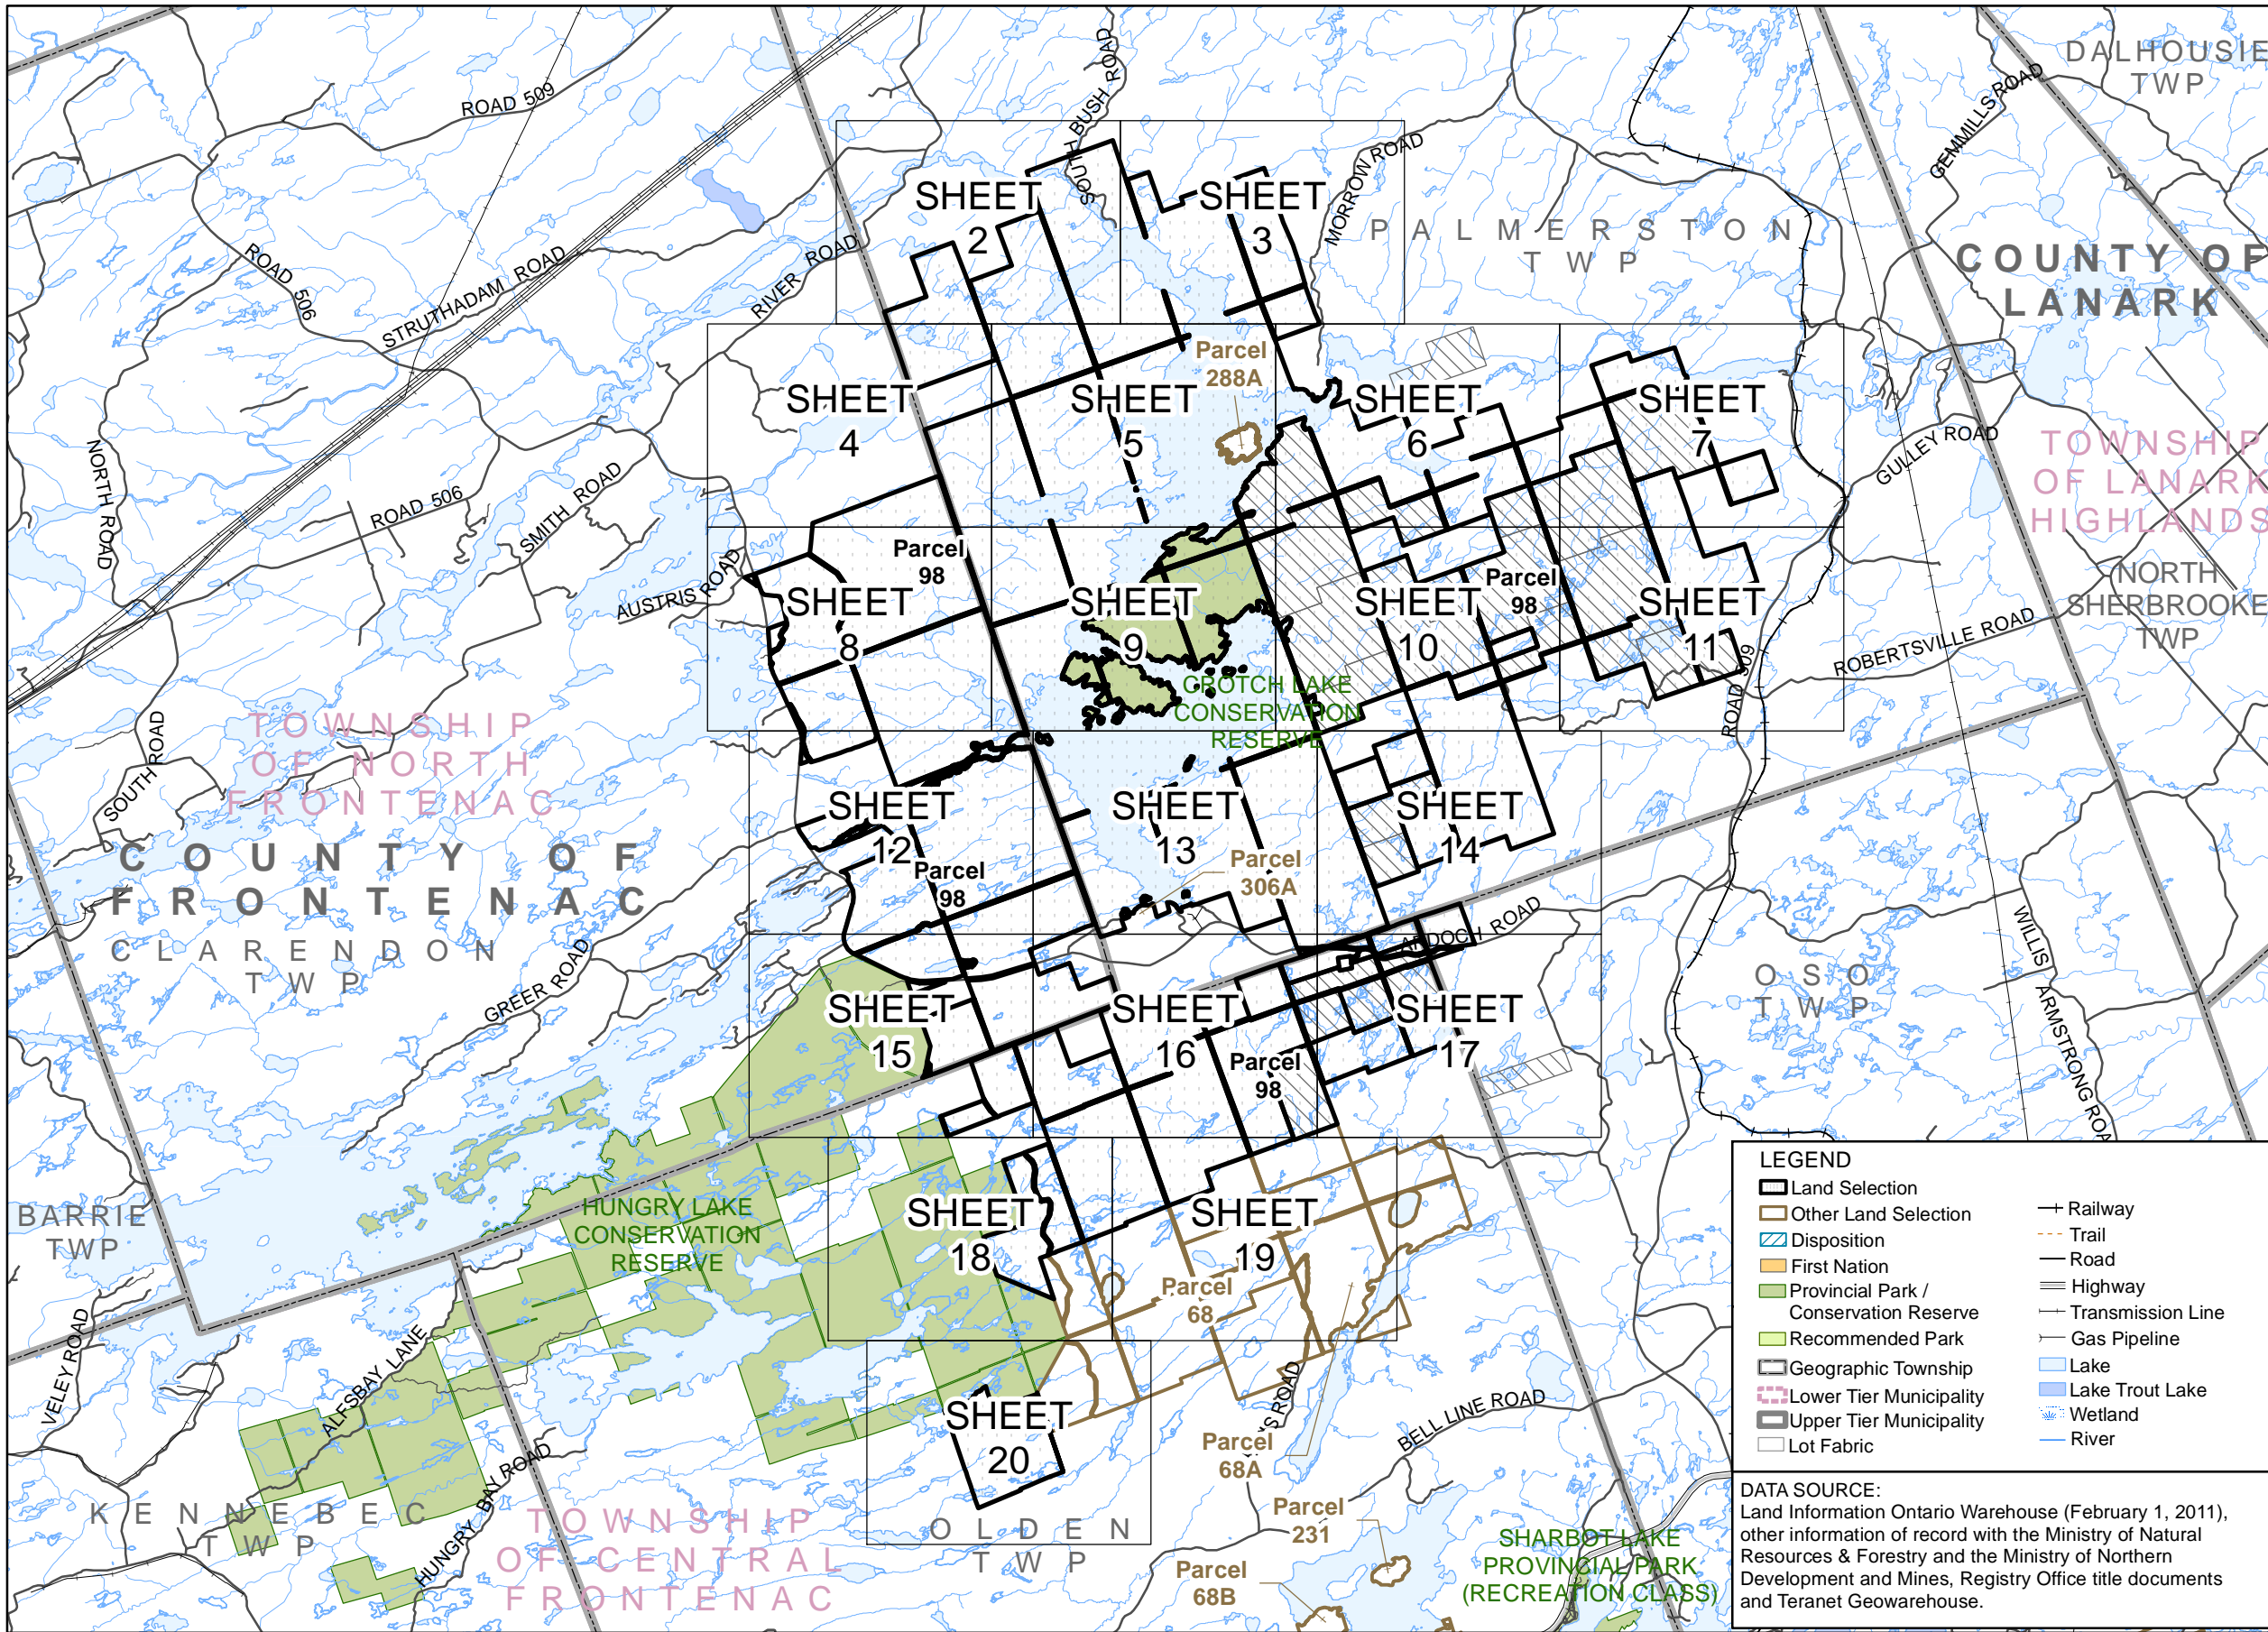 DALHOUSIE
TWP
ROAD 509
SOUTH BUSH ROAD
GEMMILLS ROAD
MORROW ROAD
SHEET
2
SHEET
3
PALMERSTON
TWP
COUNTY OF
LANARK
ROAD 506
STRUTHADAM ROAD
RIVER ROAD
Parcel
288A
SHEET
4
SHEET
5
SHEET
6
SHEET
7
NORTH ROAD
ROAD 506
SMITH ROAD
GULLEY ROAD
TOWNSHIP
OF LANARK
HIGHLANDS
AUSTRIS ROAD
Parcel
98
SHEET
8
SHEET
9
SHEET
10
Parcel
98
SHEET
11
NORTH
SHERBROOKE
TWP
ROBERTSVILLE ROAD
ROAD 509
CROTCH LAKE
CONSERVATION
RESERVE
SOUTH ROAD
TOWNSHIP
OF NORTH
FRONTENAC
COUNTY OF
FRONTENAC
CLARENDON
TWP
SHEET
12
Parcel
98
SHEET
13
Parcel
306A
SHEET
14
ARDOCH ROAD
WILLIS ARMSTRONG ROA
GREER ROAD
OSO
TWP
SHEET
15
SHEET
16
Parcel
98
SHEET
17
BARRIE
TWP
HUNGRY LAKE
CONSERVATION
RESERVE
SHEET
18
SHEET
19
Parcel
68
VELEY ROAD
ALFSBAY LANE
SHEET
20
'S ROAD
BELL LINE ROAD
Parcel
68A
Parcel
231
Parcel
68B
KENNEBEC
TWP
HUNGRY BAY ROAD
TOWNSHIP
OF CENTRAL
FRONTENAC
OLDEN
TWP
SHARBOT LAKE
PROVINCIAL PARK
(RECREATION CLASS)
LEGEND
Land Selection
Other Land Selection
Disposition
First Nation
Provincial Park /
Conservation Reserve
Recommended Park
Geographic Township
Lower Tier Municipality
Upper Tier Municipality
Lot Fabric
Railway
Trail
Road
Highway
Transmission Line
Gas Pipeline
Lake
Lake Trout Lake
Wetland
River
DATA SOURCE:
Land Information Ontario Warehouse (February 1, 2011),
other information of record with the Ministry of Natural
Resources & Forestry and the Ministry of Northern
Development and Mines, Registry Office title documents
and Teranet Geowarehouse.